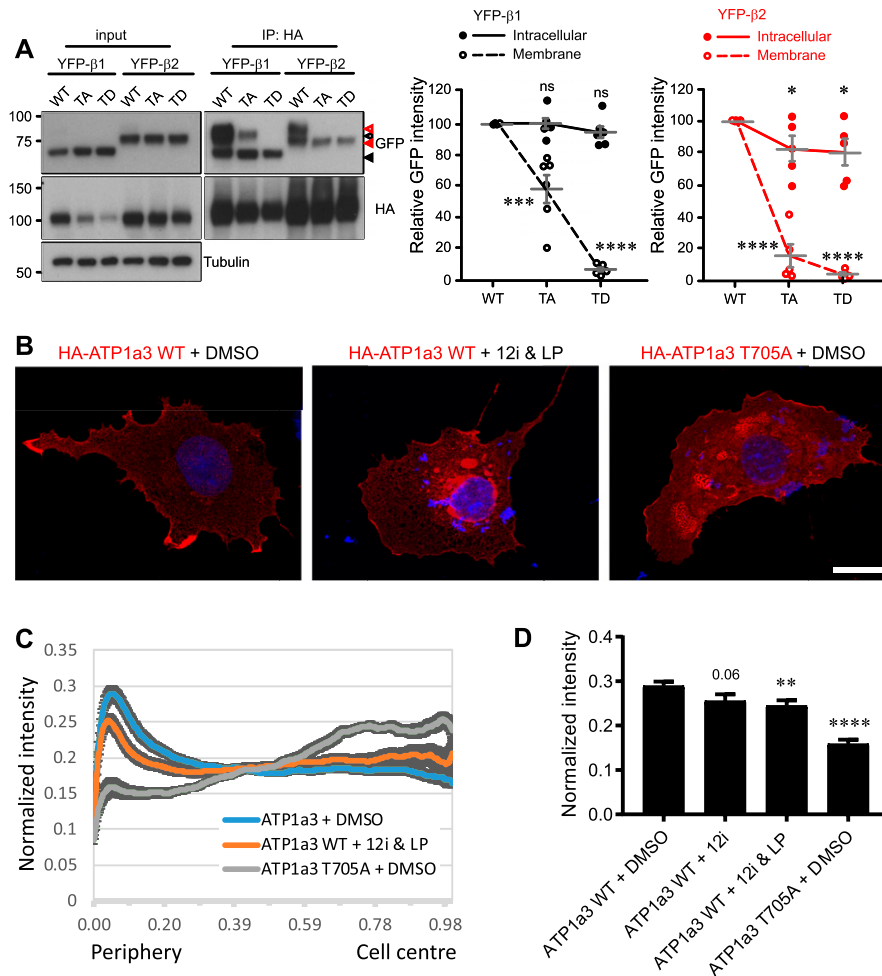 A
input
IP: HA
YFP-β1
YFP-β2
YFP-β1
YFP-β2
WT
TA
TD
WT
TA
TD
WT
TA
TD
WT
TA
TD
100
75
GFP
150
100
HA
50
Tubulin
YFP-β1
Intracellular
Membrane
Relative GFP intensity
100
80
60
40
20
0
ns
ns
***
****
WT
TA
TD
YFP-β2
Intracellular
Membrane
Relative GFP intensity
100
80
60
40
20
0
*
*
****
****
WT
TA
TD
B
HA-ATP1a3 WT + DMSO
HA-ATP1a3 WT + 12i & LP
HA-ATP1a3 T705A + DMSO
C
Normalized intensity
0.35
0.3
0.25
0.2
0.15
0.1
0.05
0
ATP1a3 + DMSO
ATP1a3 WT + 12i & LP
ATP1a3 T705A + DMSO
0.00
0.20
0.39
0.59
0.78
0.98
Periphery
Cell centre
D
Normalized intensity
0.4
0.3
0.2
0.1
0.0
0.06
**
****
ATP1a3 WT + DMSO
ATP1a3 WT + 12i
ATP1a3 WT + 12i & LP
ATP1a3 T705A + DMSO